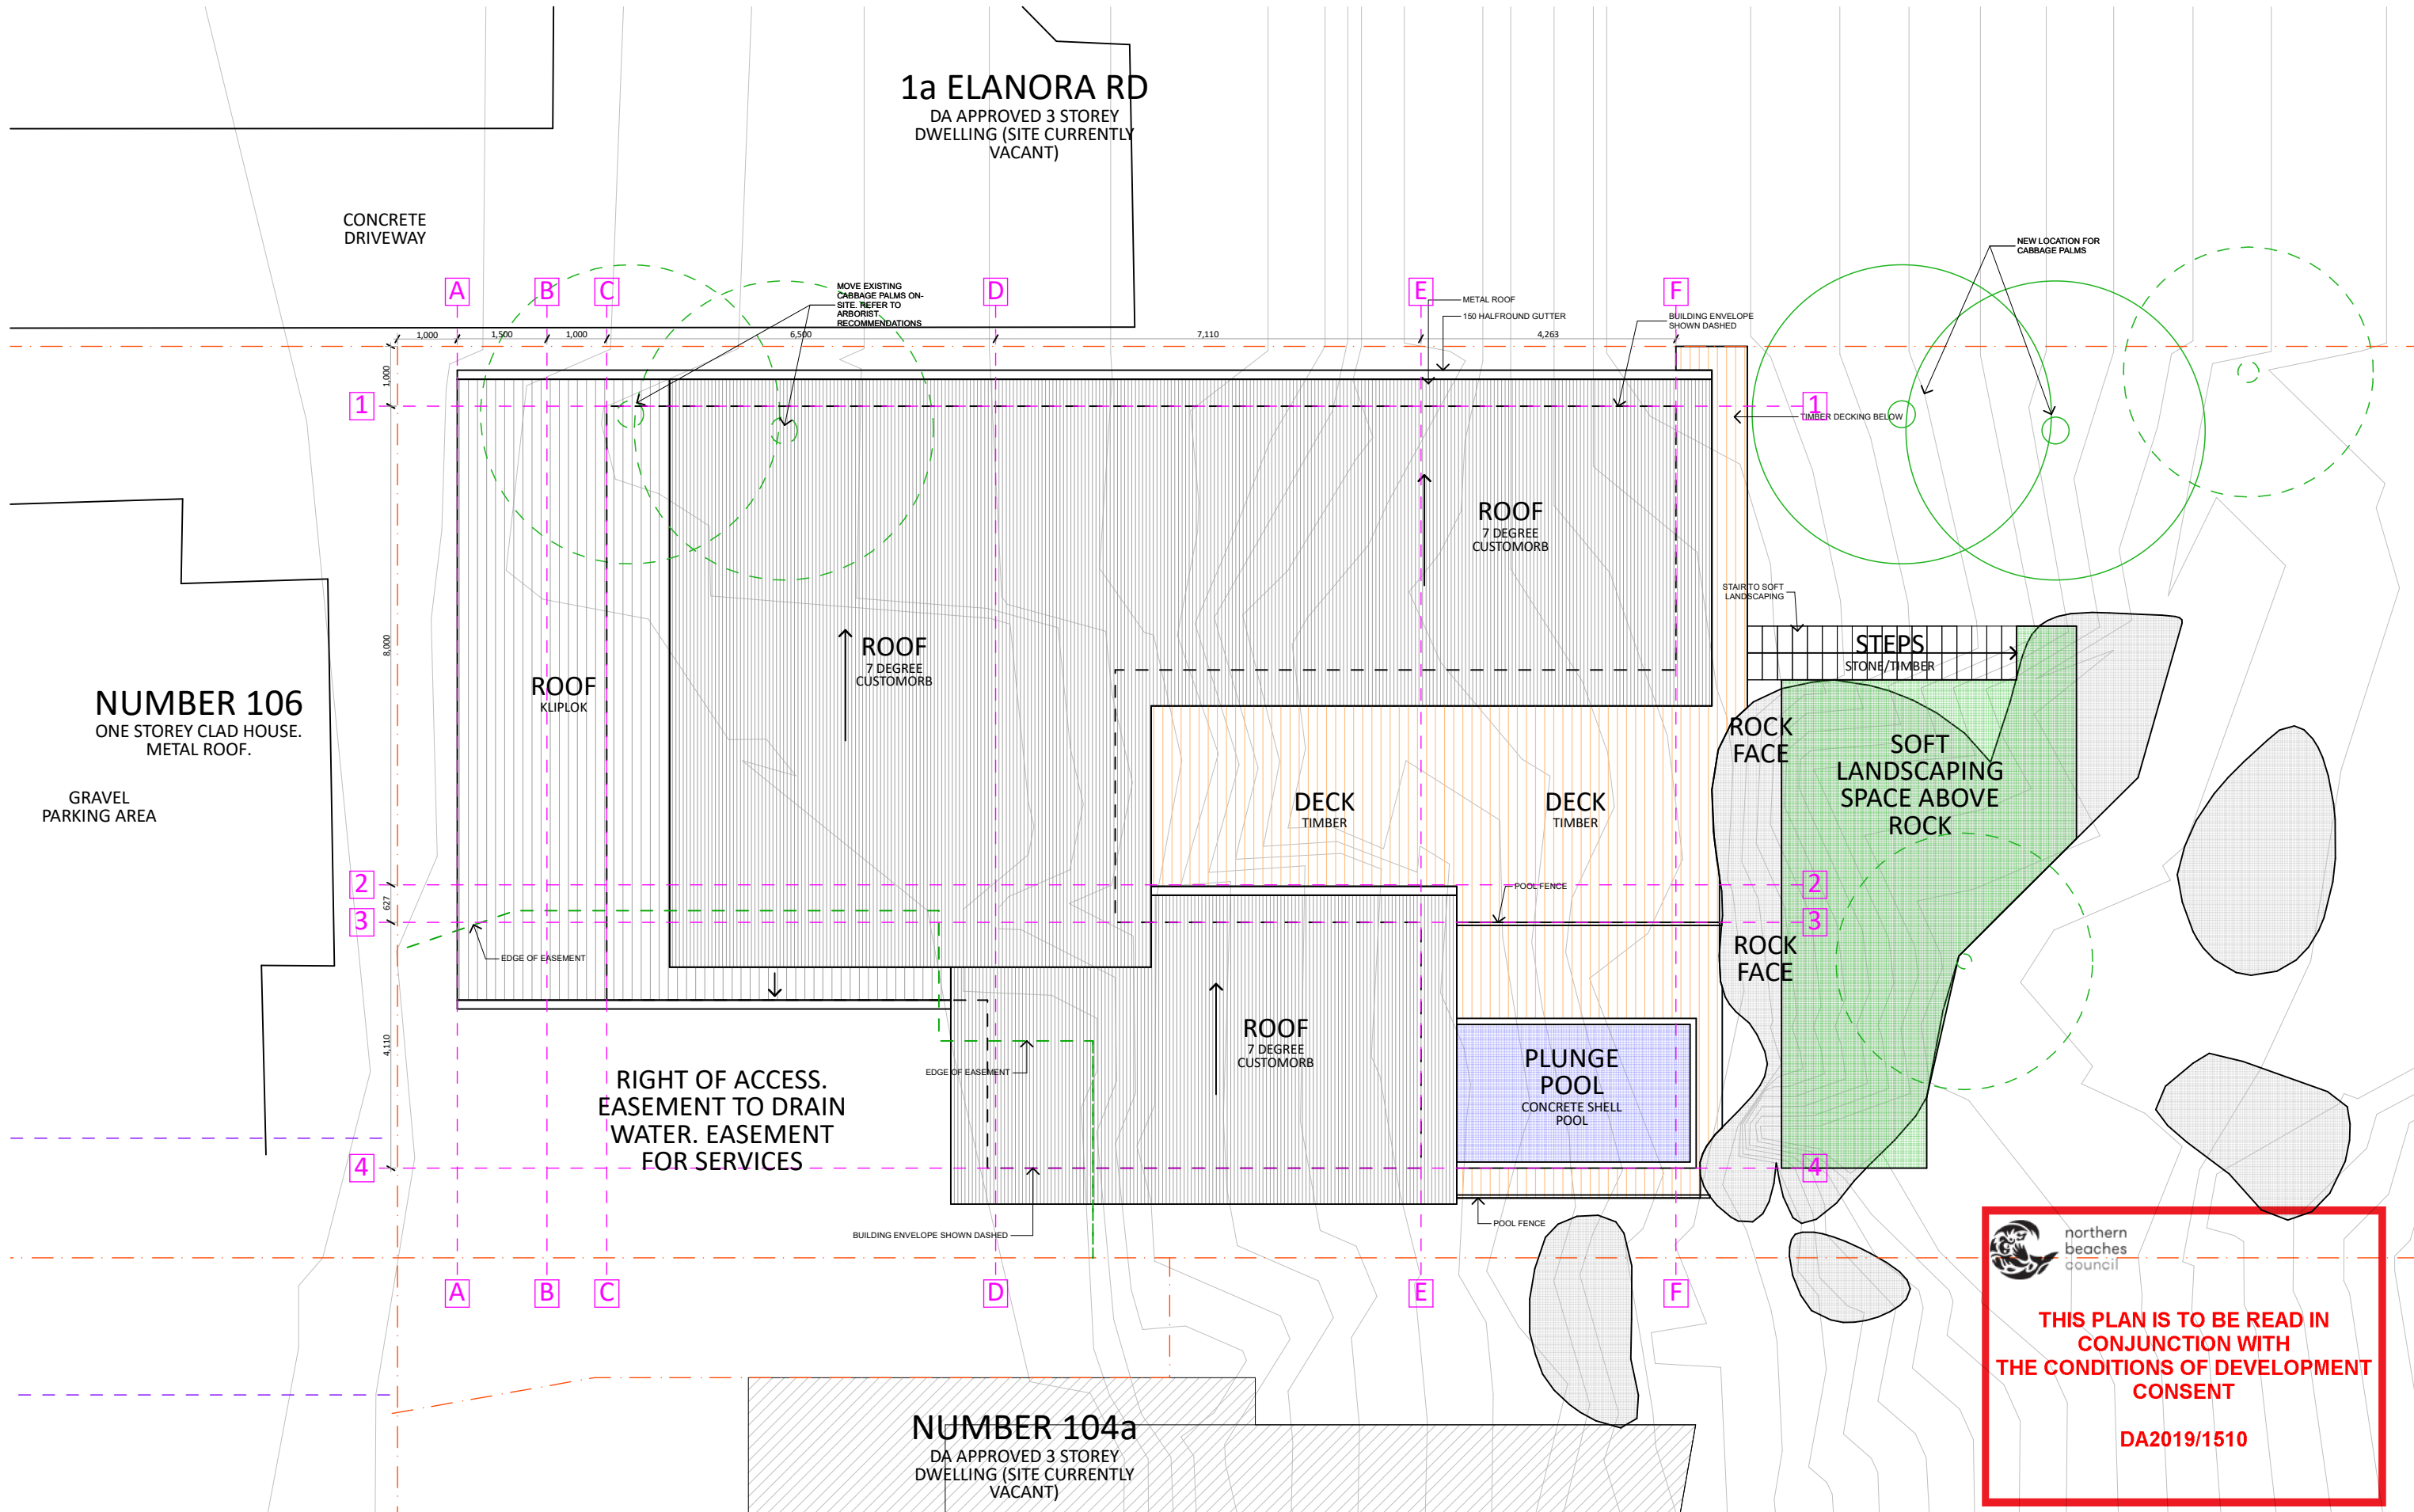 1a ELANORA RD
DA APPROVED 3 STOREY
DWELLING (SITE CURRENTLY
VACANT)
CONCRETE
DRIVEWAY
NEW LOCATION FOR
CABBAGE PALMS
MOVE EXISTING
CABBAGE PALMS ON-
SITE. REFER TO
ARBORIST
RECOMMENDATIONS
A
B
C
D
E
F
METAL ROOF
150 HALFROUND GUTTER
BUILDING ENVELOPE
SHOWN DASHED
1,000
1,500
1,000
6,500
7,110
4,263
1,000
1
1
TIMBER DECKING BELOW
ROOF
7 DEGREE
CUSTOMORB
STAIR TO SOFT
LANDSCAPING
STEPS
STONE/TIMBER
ROOF
7 DEGREE
CUSTOMORB
8,000
ROOF
KLIPLOK
NUMBER 106
ONE STOREY CLAD HOUSE.
METAL ROOF.
GRAVEL
PARKING AREA
ROCK
FACE
SOFT
LANDSCAPING
SPACE ABOVE
ROCK
DECK
TIMBER
DECK
TIMBER
2
2
POOL FENCE
627
3
3
EDGE OF EASEMENT
ROCK
FACE
4,110
ROOF
7 DEGREE
CUSTOMORB
EDGE OF EASEMENT
PLUNGE
POOL
CONCRETE SHELL
POOL
RIGHT OF ACCESS.
EASEMENT TO DRAIN
WATER. EASEMENT
FOR SERVICES
4
4
POOL FENCE
BUILDING ENVELOPE SHOWN DASHED
A
B
C
D
E
F
northern
beaches
council
THIS PLAN IS TO BE READ IN
CONJUNCTION WITH
THE CONDITIONS OF DEVELOPMENT
CONSENT
DA2019/1510
NUMBER 104a
DA APPROVED 3 STOREY
DWELLING (SITE CURRENTLY
VACANT)